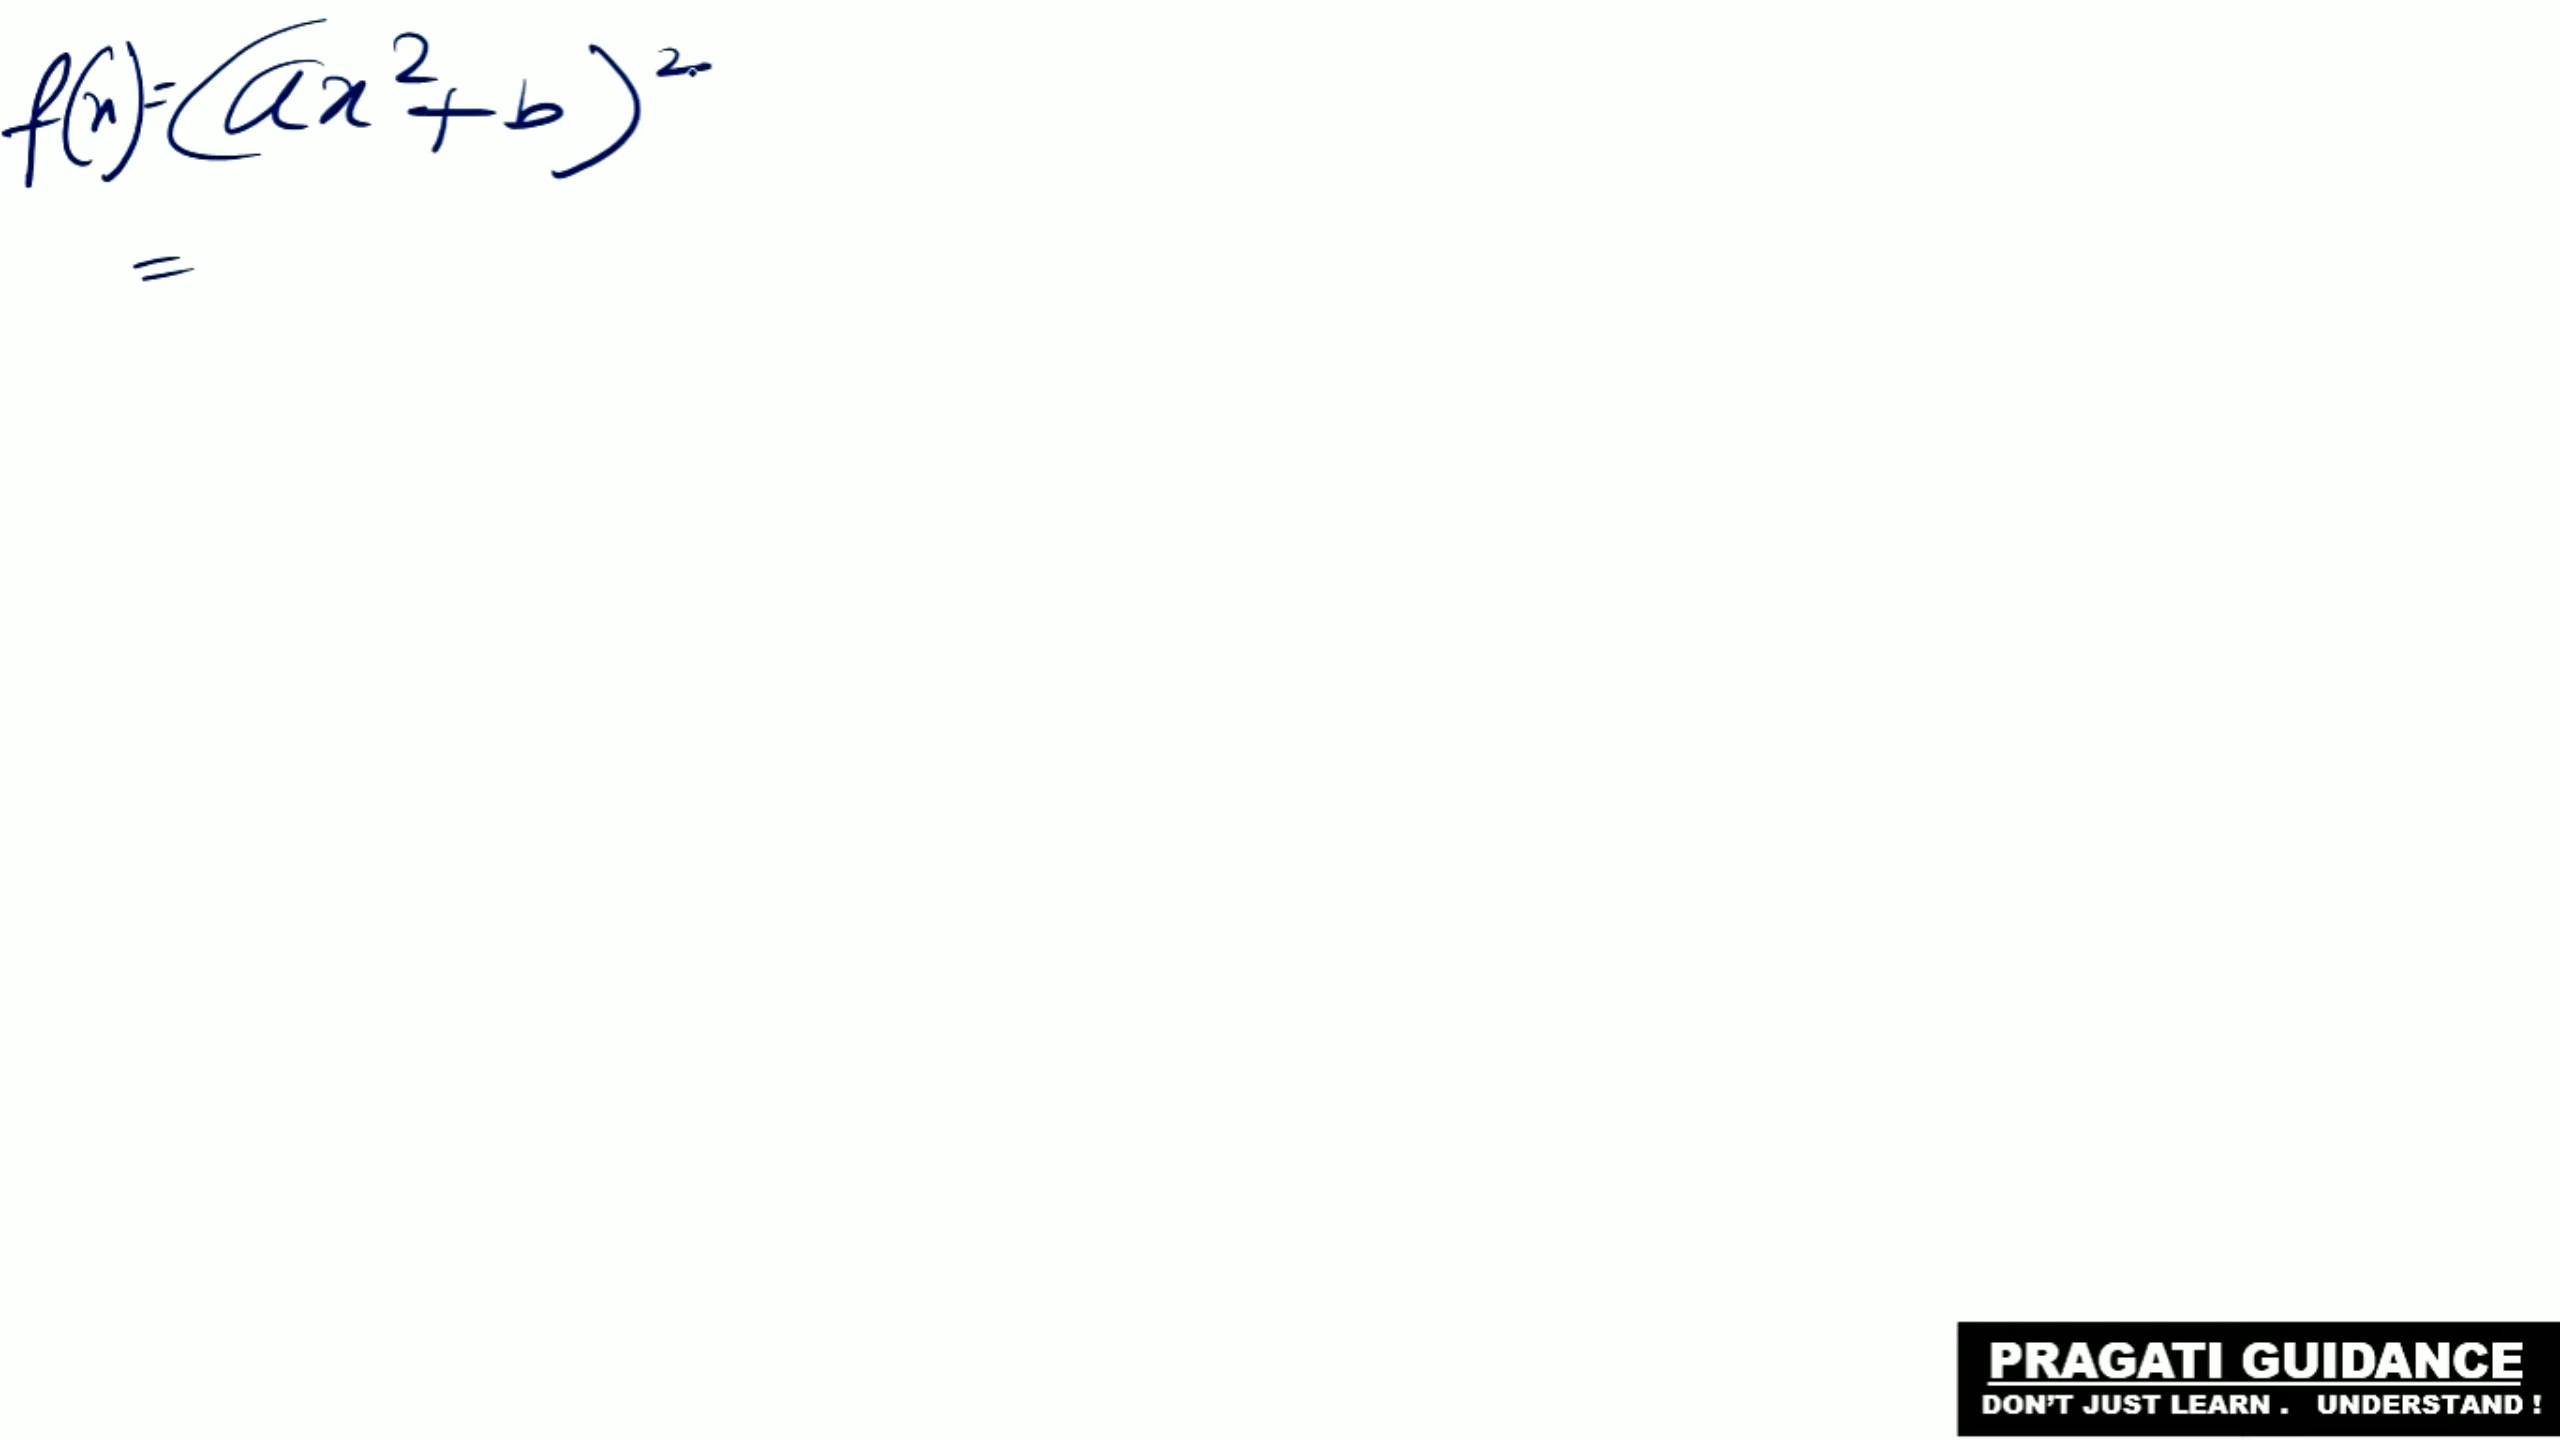 f(x)=(ax²+b)²
=
PRAGATI GUIDANCE
DON'T JUST LEARN . UNDERSTAND !